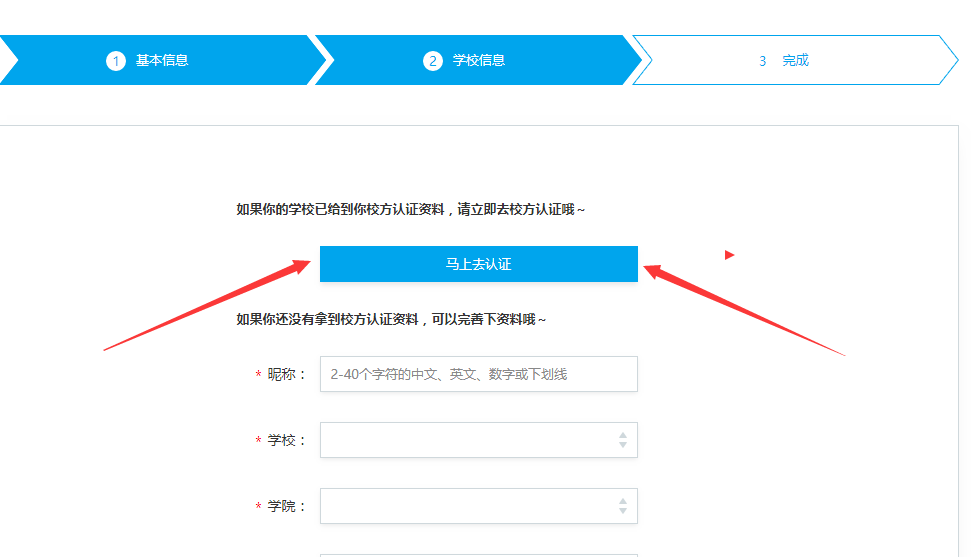 1 基本信息 2 学校信息 3 完成
如果你的学校已给到你校方认证资料，请立即去校方认证哦～
马上去认证
如果你还没有拿到校方认证资料，可以完善下资料哦～
* 昵称： 2-40个字符的中文、英文、数字或下划线
* 学校：
* 学院：